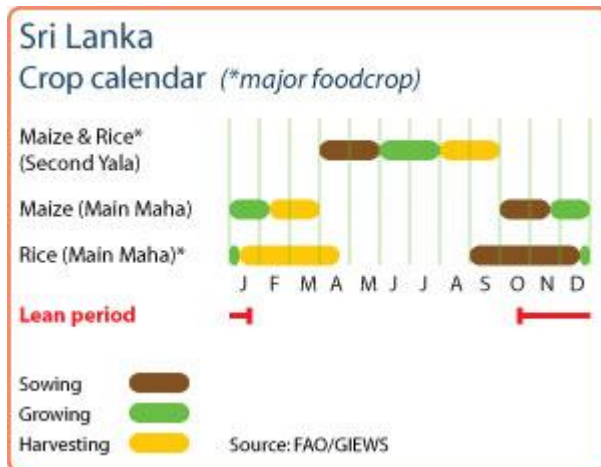 Sri Lanka
Crop calendar (*major foodcrop)
Maize & Rice*
(Second Yala)
Maize (Main Maha)
Rice (Main Maha)*
J F M A M J J A S O N D
Lean period
Sowing
Growing
Harvesting
Source: FAO/GIEWS